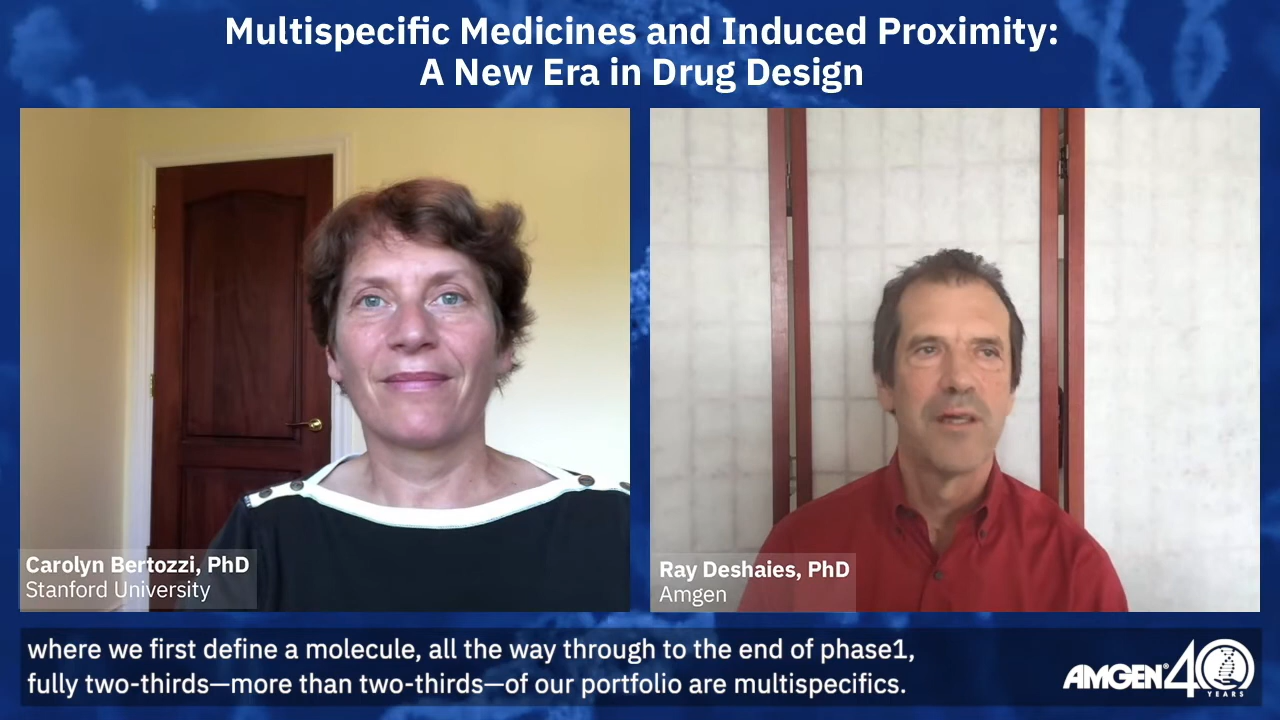 Multispecific Medicines and Induced Proximity:
A New Era in Drug Design
Carolyn Bertozzi, PhD
Stanford University
Ray Deshaies, PhD
Amgen
where we first define a molecule, all the way through to the end of phase1,
fully two-thirds—more than two-thirds—of our portfolio are multispecifics.
AMGEN® 40
YEARS